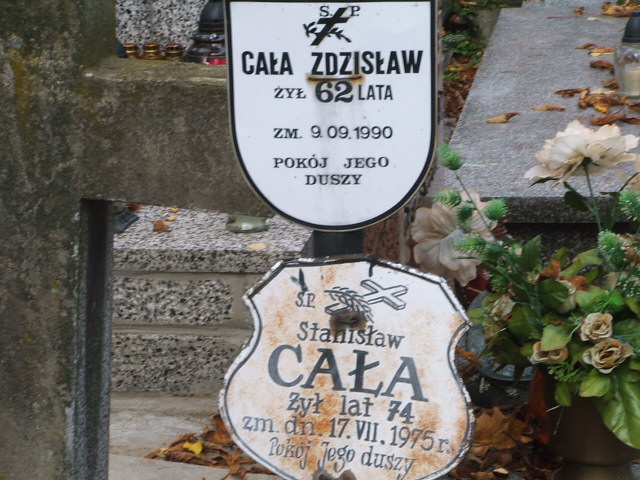 Ś. P.
CAŁA ZDZISŁAW
ŻYŁ 62 LATA
ZM. 9.09.1990
POKÓJ JEGO
DUSZY
Ś.P.
Stanisław
CAŁA
żył lat 74
zm. dn. 17. VII. 1975r.
Pokój Jego duszy